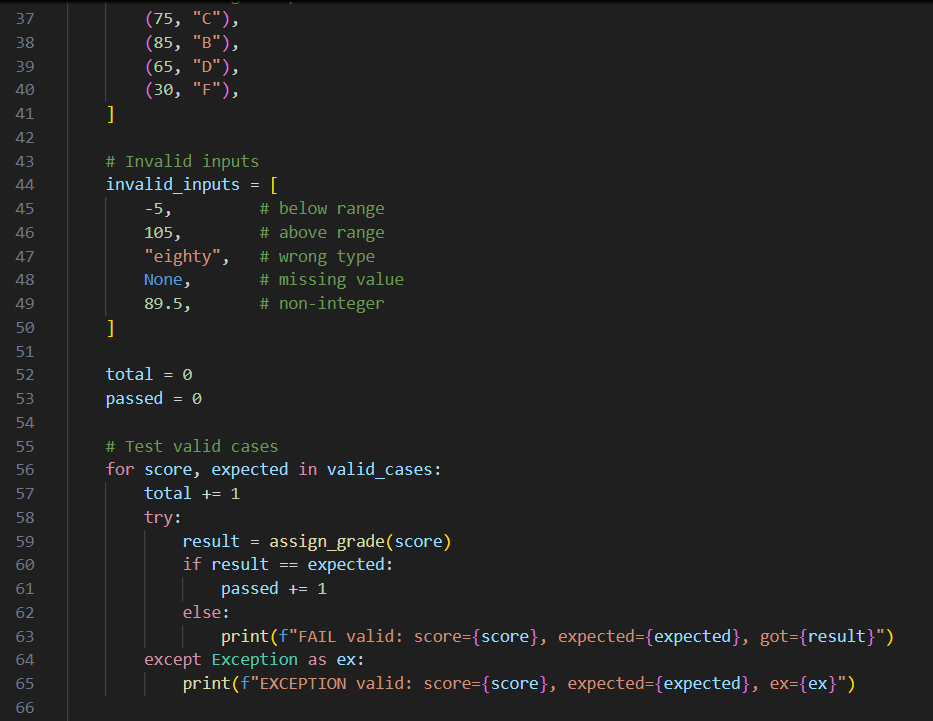 37 (75, "C"),
38 (85, "B"),
39 (65, "D"),
40 (30, "F"),
41 ]
42
43 # Invalid inputs
44 invalid_inputs = [
45 -5, # below range
46 105, # above range
47 "eighty", # wrong type
48 None, # missing value
49 89.5, # non-integer
50 ]
51
52 total = 0
53 passed = 0
54
55 # Test valid cases
56 for score, expected in valid_cases:
57 total += 1
58 try:
59 result = assign_grade(score)
60 if result == expected:
61 passed += 1
62 else:
63 print(f"FAIL valid: score={score}, expected={expected}, got={result}")
64 except Exception as ex:
65 print(f"EXCEPTION valid: score={score}, expected={expected}, ex={ex}")
66